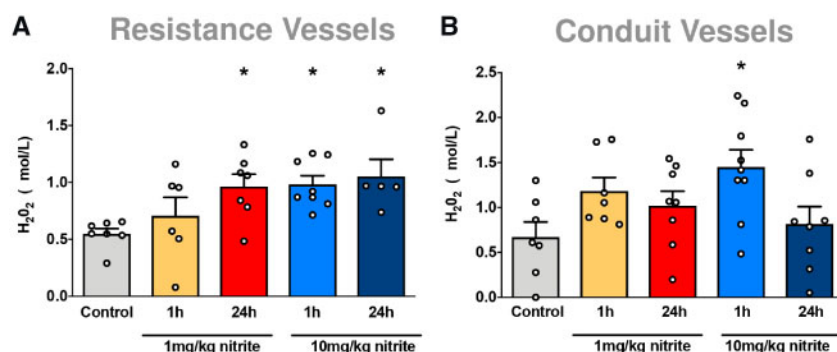 A Resistance Vessels
2.0
1.5
1.0
0.5
0.0
H₂0₂ ( mol/L)
* * *
Control 1h 24h 1h 24h
1mg/kg nitrite 10mg/kg nitrite
B Conduit Vessels
2.5
2.0
1.5
1.0
0.5
0.0
H₂0₂ ( mol/L)
*
Control 1h 24h 1h 24h
1mg/kg nitrite 10mg/kg nitrite